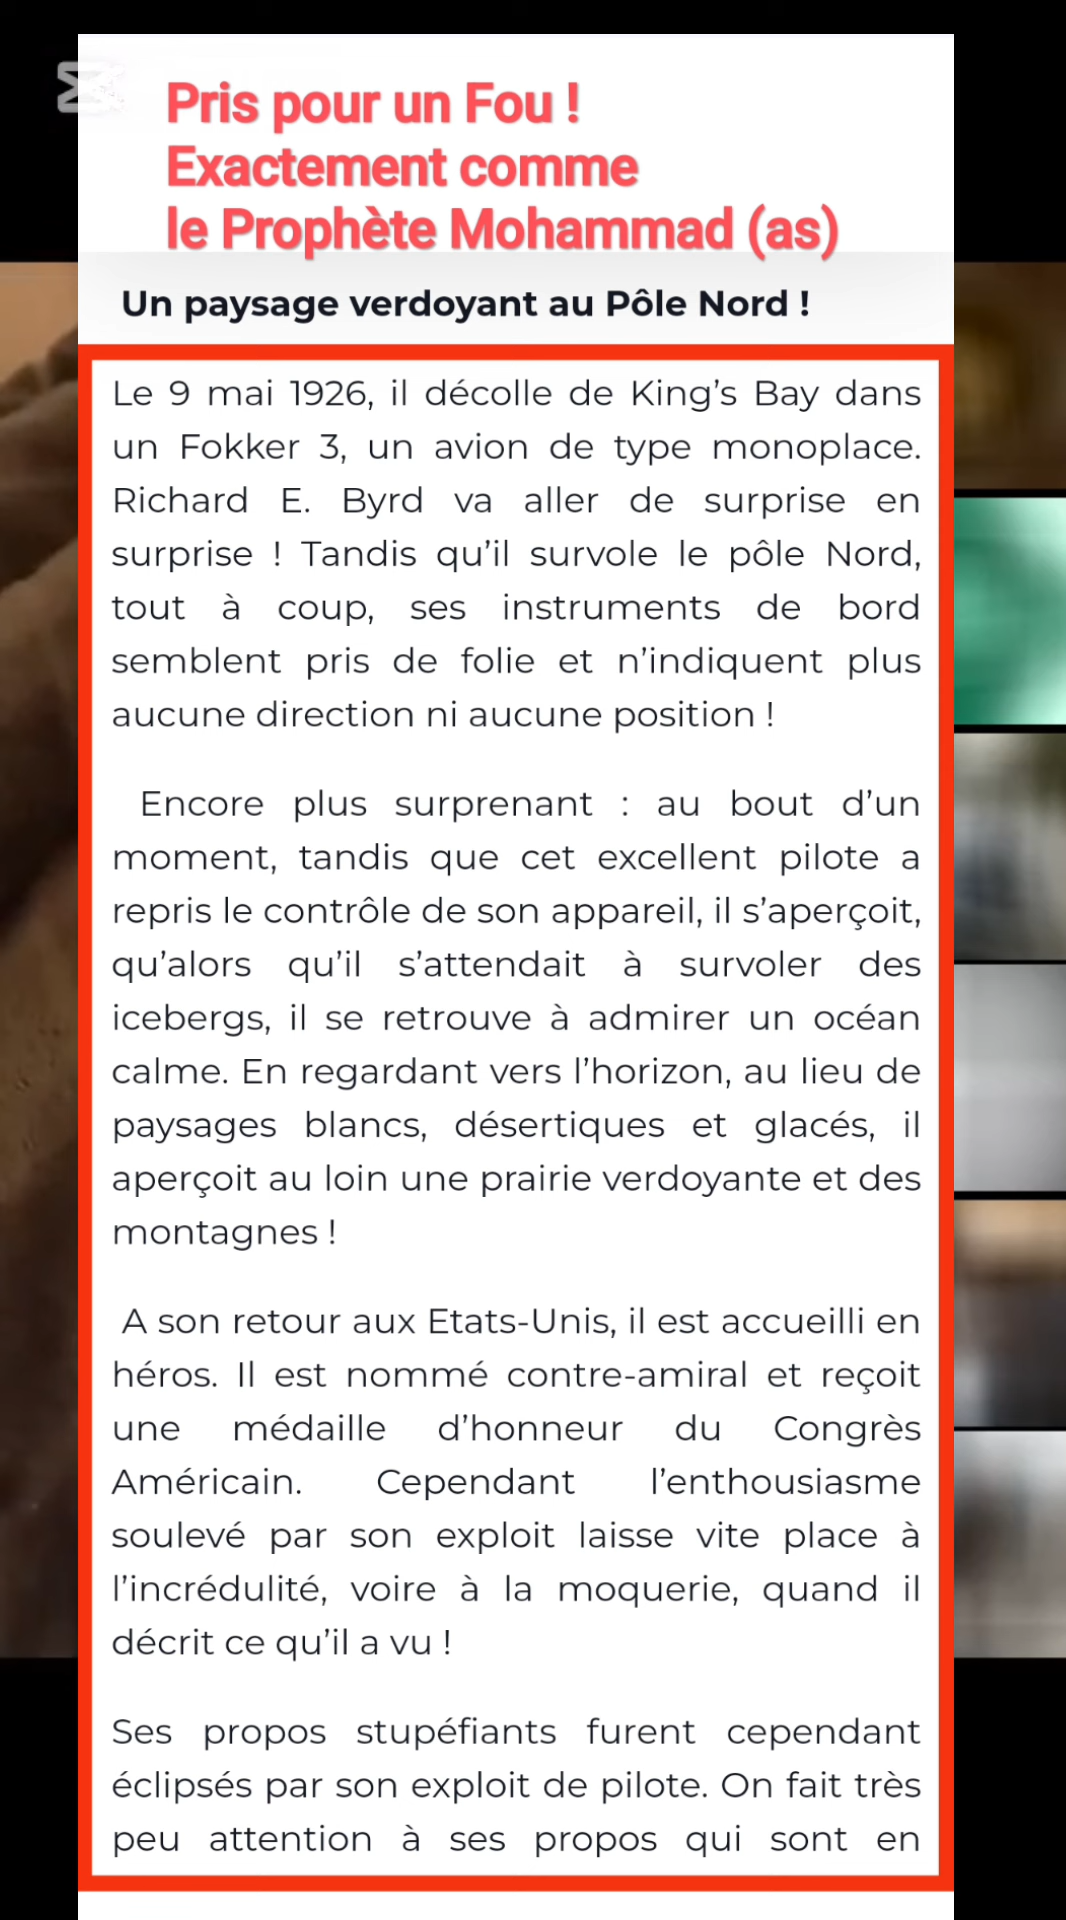 Pris pour un Fou !
Exactement comme
le Prophète Mohammad (as)
Un paysage verdoyant au Pôle Nord !
Le 9 mai 1926, il décolle de King’s Bay dans
un Fokker 3, un avion de type monoplace.
Richard E. Byrd va aller de surprise en
surprise ! Tandis qu’il survole le pôle Nord,
tout à coup, ses instruments de bord
semblent pris de folie et n’indiquent plus
aucune direction ni aucune position !
Encore plus surprenant : au bout d’un
moment, tandis que cet excellent pilote a
repris le contrôle de son appareil, il s’aperçoit,
qu’alors qu’il s’attendait à survoler des
icebergs, il se retrouve à admirer un océan
calme. En regardant vers l’horizon, au lieu de
paysages blancs, désertiques et glacés, il
aperçoit au loin une prairie verdoyante et des
montagnes !
A son retour aux Etats-Unis, il est accueilli en
héros. Il est nommé contre-amiral et reçoit
une médaille d’honneur du Congrès
Américain. Cependant l’enthousiasme
soulevé par son exploit laisse vite place à
l’incrédulité, voire à la moquerie, quand il
décrit ce qu’il a vu !
Ses propos stupéfiants furent cependant
éclipsés par son exploit de pilote. On fait très
peu attention à ses propos qui sont en